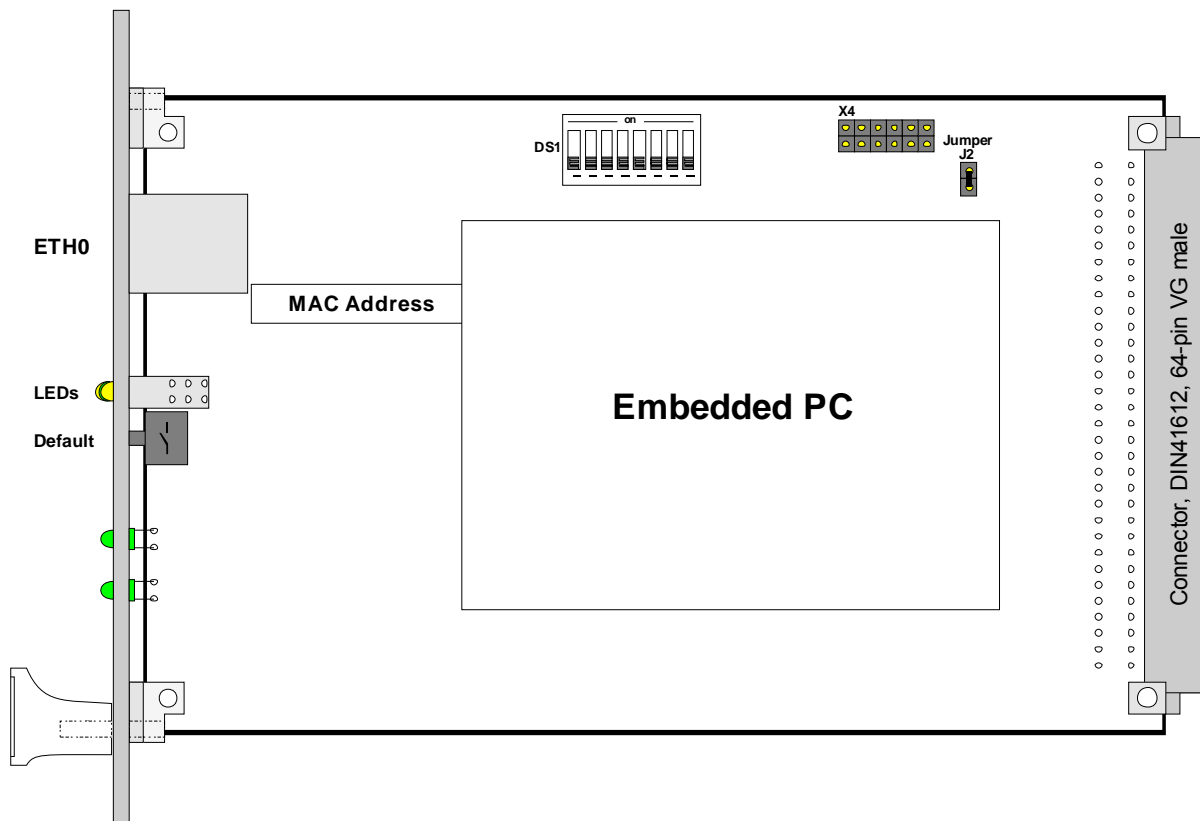 on
DS1
X4
Jumper
J2
ETH0
MAC Address
LEDs
Default
Embedded PC
Connector, DIN41612, 64-pin VG male